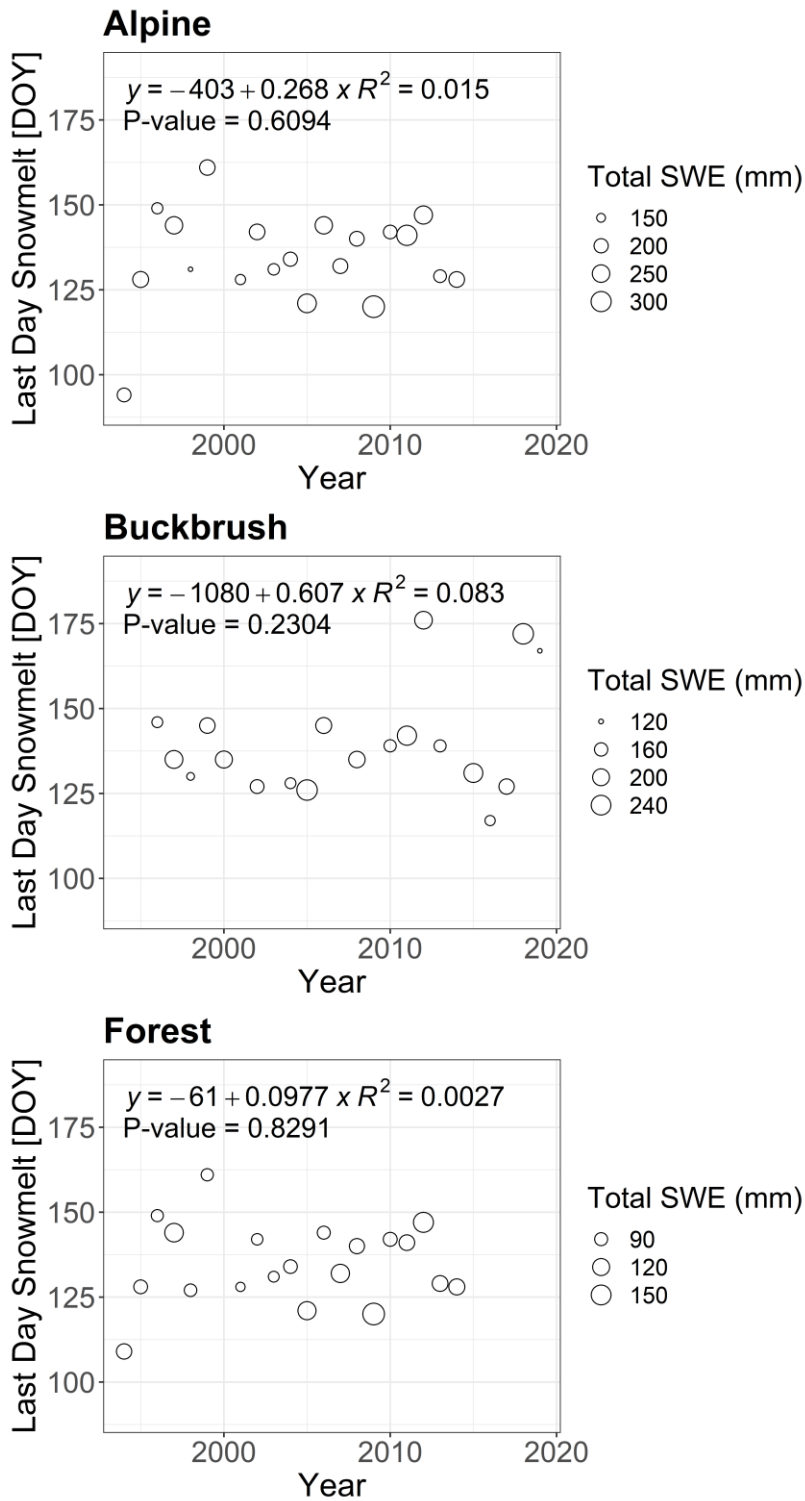 Alpine
y = −403 + 0.268 x R² = 0.015
P-value = 0.6094
Last Day Snowmelt [DOY]
175
150
125
100
2000 2010 2020
Year
Total SWE (mm)
150
200
250
300
Buckbrush
y = −1080 + 0.607 x R² = 0.083
P-value = 0.2304
Last Day Snowmelt [DOY]
175
150
125
100
2000 2010 2020
Year
Total SWE (mm)
120
160
200
240
Forest
y = −61 + 0.0977 x R² = 0.0027
P-value = 0.8291
Last Day Snowmelt [DOY]
175
150
125
100
2000 2010 2020
Year
Total SWE (mm)
90
120
150